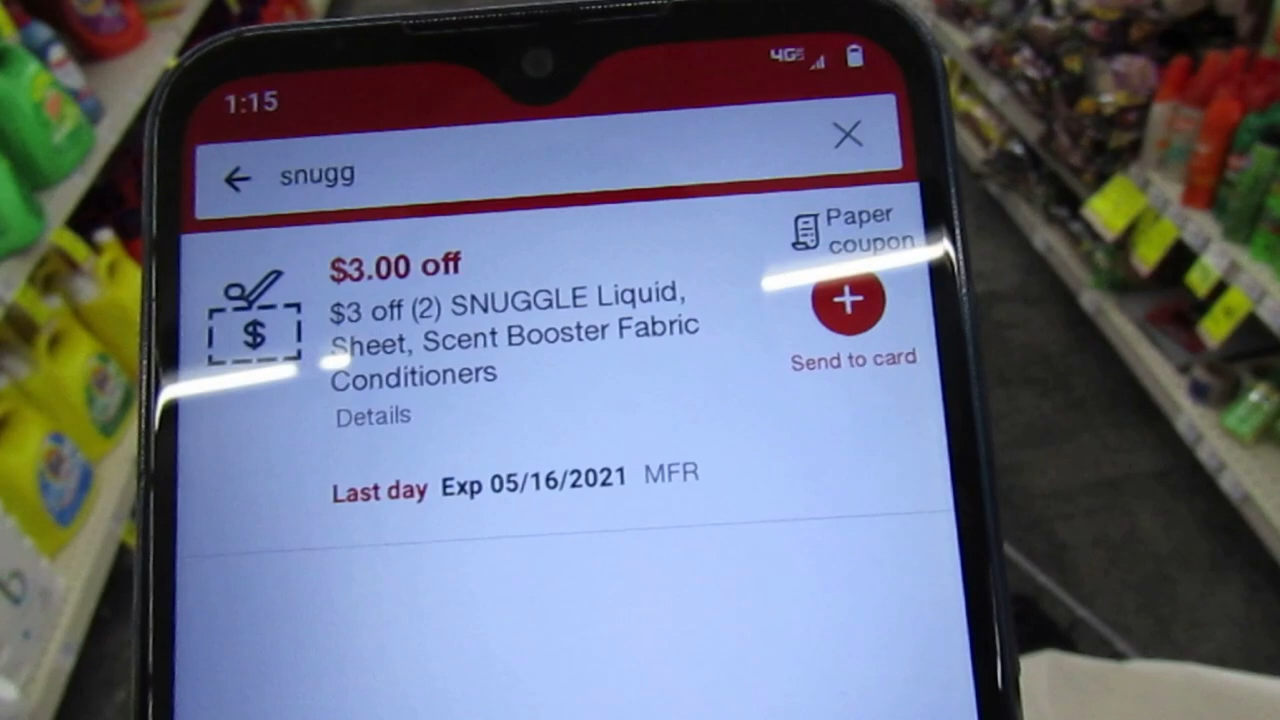 1:15
4G
snugg
Paper
coupon
$3.00 off
$3 off (2) SNUGGLE Liquid,
Sheet, Scent Booster Fabric
Conditioners
Send to card
Details
Last day Exp 05/16/2021 MFR